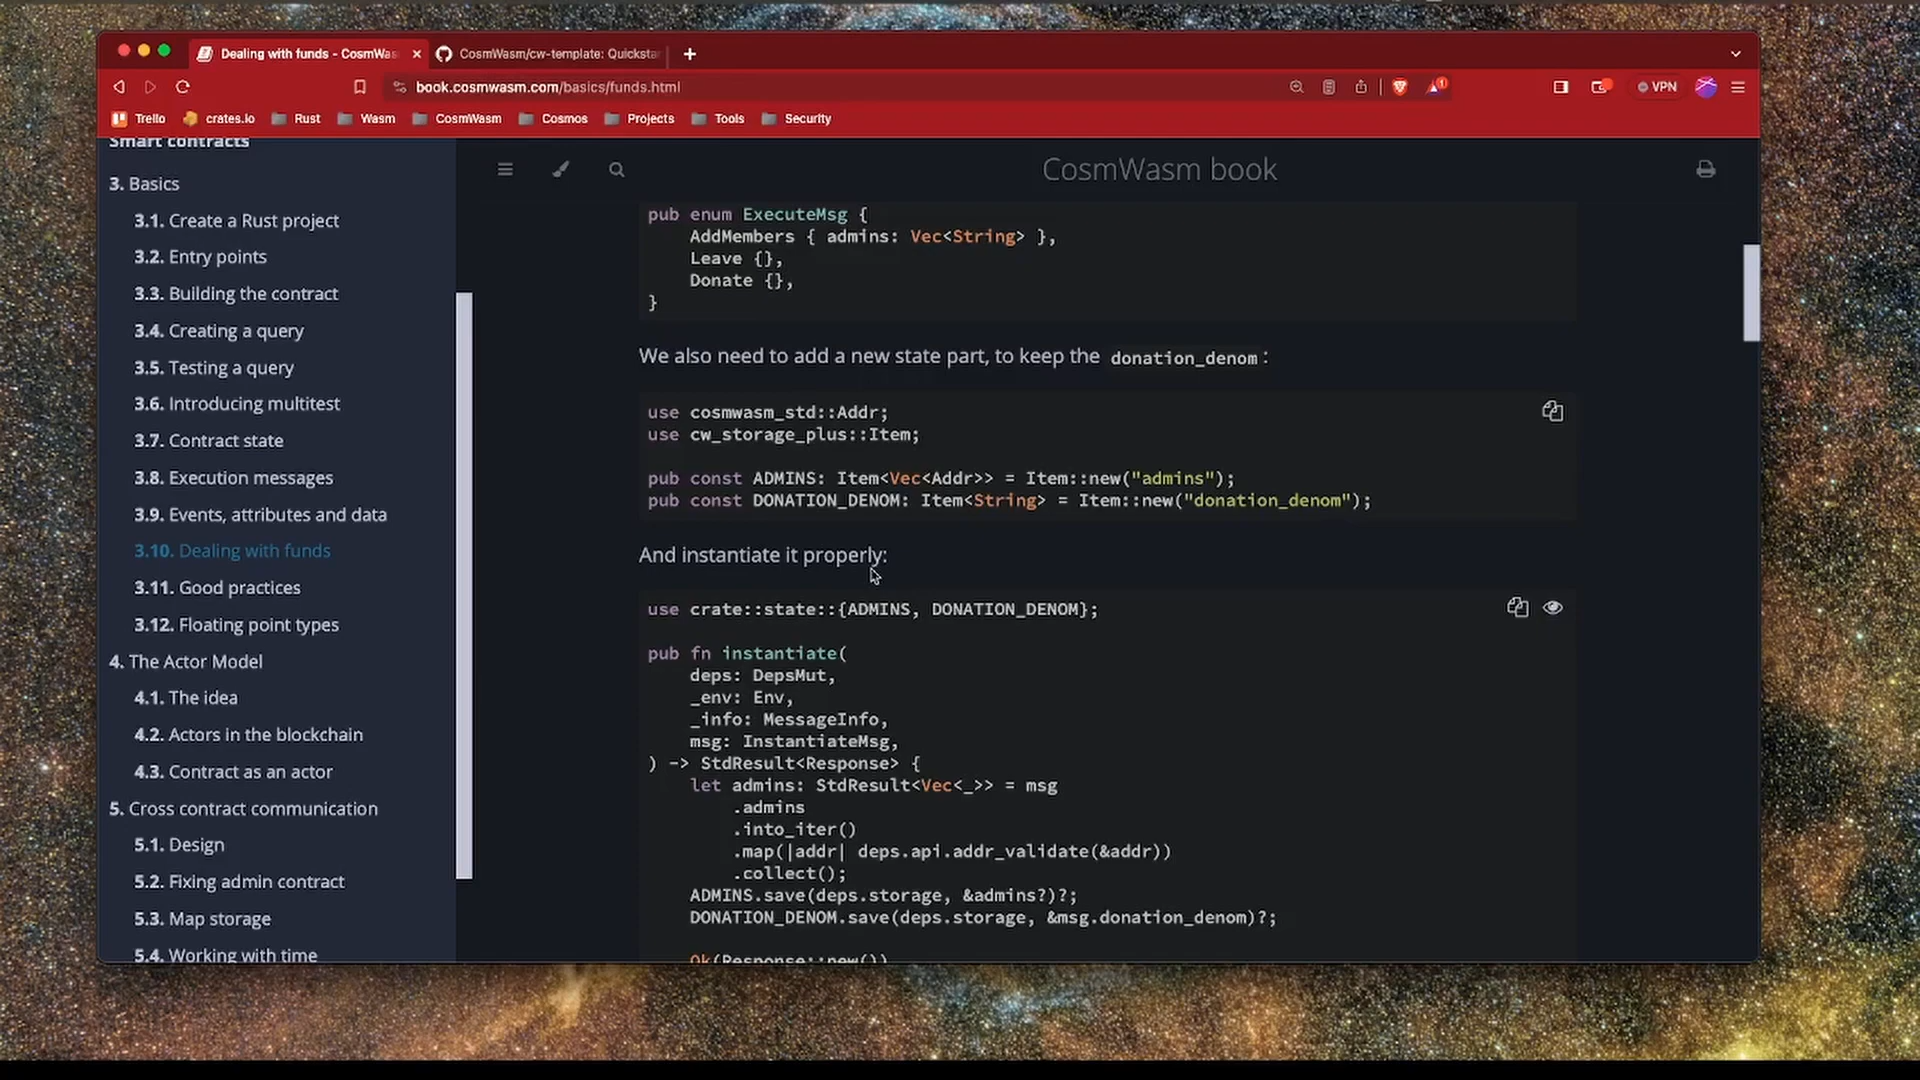 Dealing with funds - CosmWas
CosmWasm/cw-template: Quickstar
book.cosmwasm.com/basics/funds.html
1
VPN
Trello
crates.io
Rust
Wasm
CosmWasm
Cosmos
Projects
Tools
Security
Smart contracts
3. Basics
3.1. Create a Rust project
3.2. Entry points
3.3. Building the contract
3.4. Creating a query
3.5. Testing a query
3.6. Introducing multitest
3.7. Contract state
3.8. Execution messages
3.9. Events, attributes and data
3.10. Dealing with funds
3.11. Good practices
3.12. Floating point types
4. The Actor Model
4.1. The idea
4.2. Actors in the blockchain
4.3. Contract as an actor
5. Cross contract communication
5.1. Design
5.2. Fixing admin contract
5.3. Map storage
5.4. Working with time
CosmWasm book
pub enum ExecuteMsg {
    AddMembers { admins: Vec<String> },
    Leave {},
    Donate {},
}
We also need to add a new state part, to keep the donation_denom:
use cosmwasm_std::Addr;
use cw_storage_plus::Item;
pub const ADMINS: Item<Vec<Addr>> = Item::new("admins");
pub const DONATION_DENOM: Item<String> = Item::new("donation_denom");
And instantiate it properly:
use crate::state::{ADMINS, DONATION_DENOM};
pub fn instantiate(
    deps: DepsMut,
    _env: Env,
    _info: MessageInfo,
    msg: InstantiateMsg,
) -> StdResult<Response> {
    let admins: StdResult<Vec<_>> = msg
        .admins
        .into_iter()
        .map(|addr| deps.api.addr_validate(&addr))
        .collect();
    ADMINS.save(deps.storage, &admins?)?;
    DONATION_DENOM.save(deps.storage, &msg.donation_denom)?;
    Ok(Response::new())